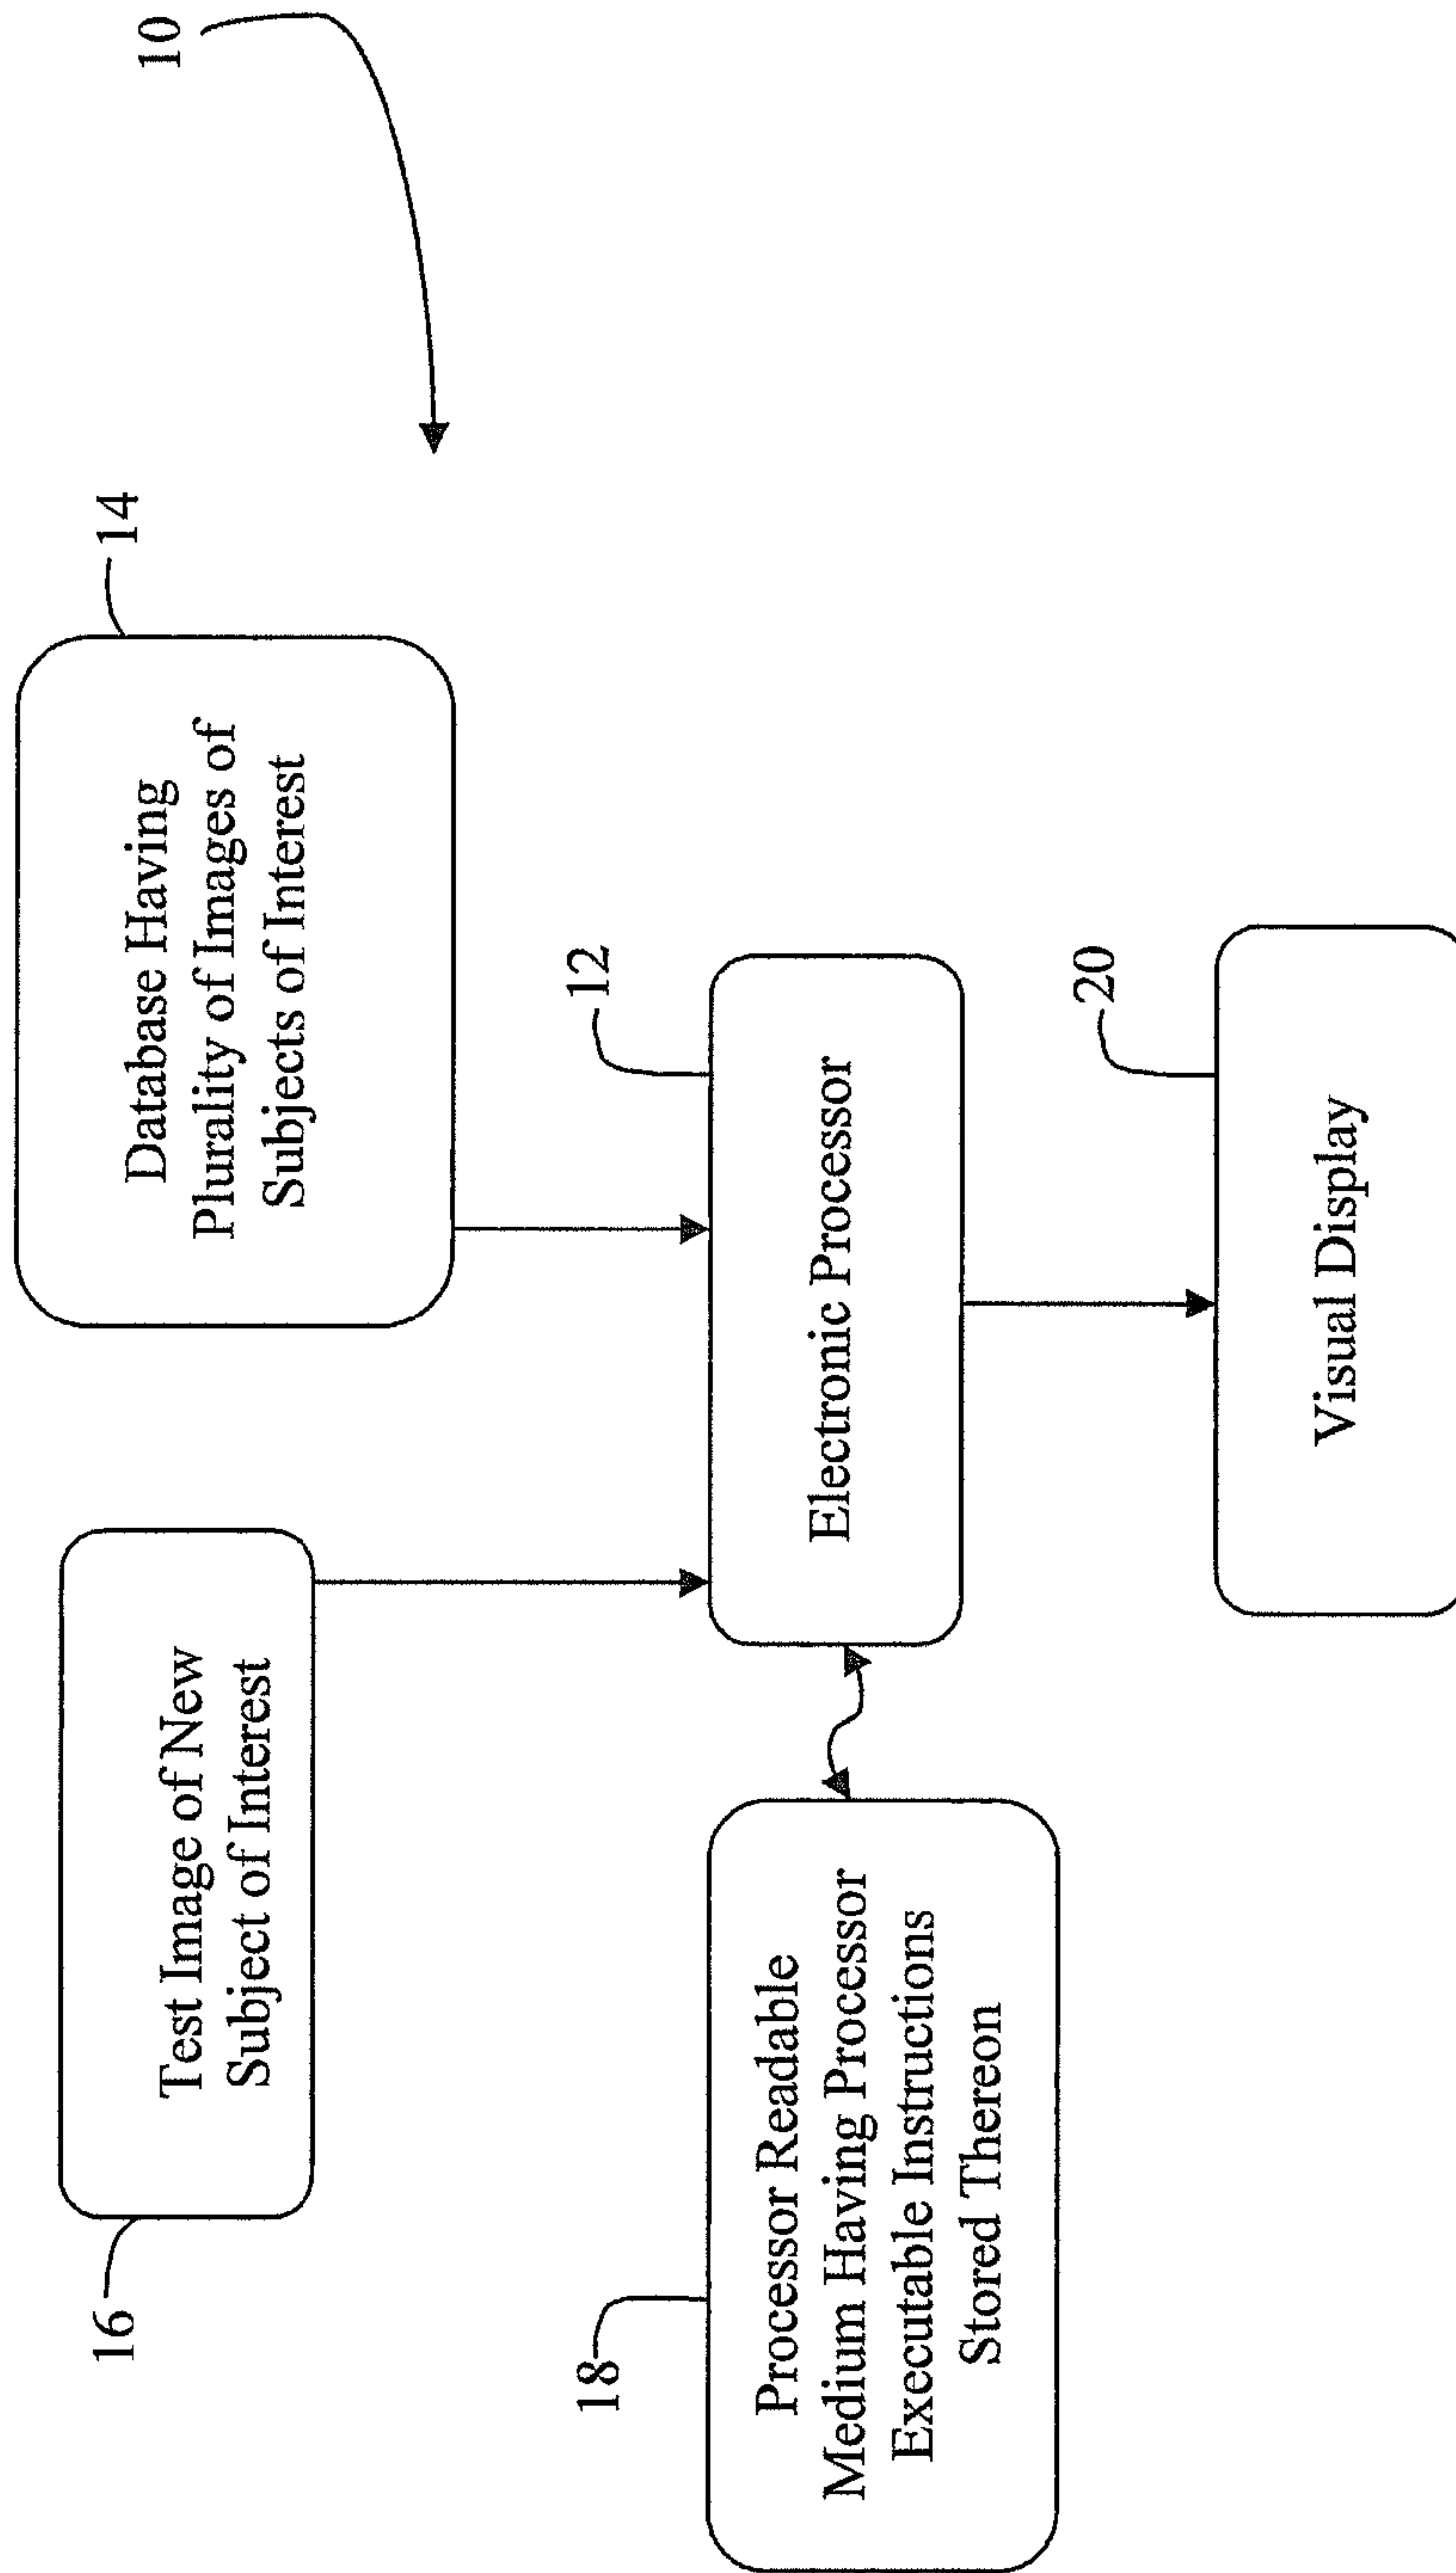 10
14
Database Having
Plurality of Images of
Subjects of Interest
16
Test Image of New
Subject of Interest
12
Electronic Processor
18
Processor Readable
Medium Having Processor
Executable Instructions
Stored Thereon
20
Visual Display